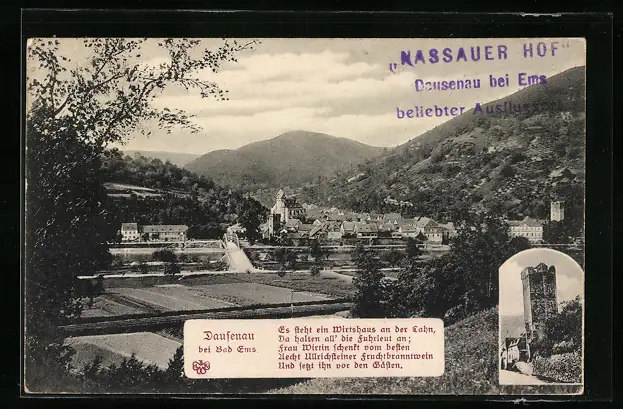 „NASSAUER HOF"
Dausenau bei Ems
beliebter Ausflugsort
Dausenau
bei Bad Ems
Es steht ein Wirtshaus an der Lahn,
Da halten all' die Fuhrleut an;
Frau Wirtin schenkt vom besten
Aecht Ullrichsteiner Fruchtbranntwein
Und setzt ihn vor den Gästen.